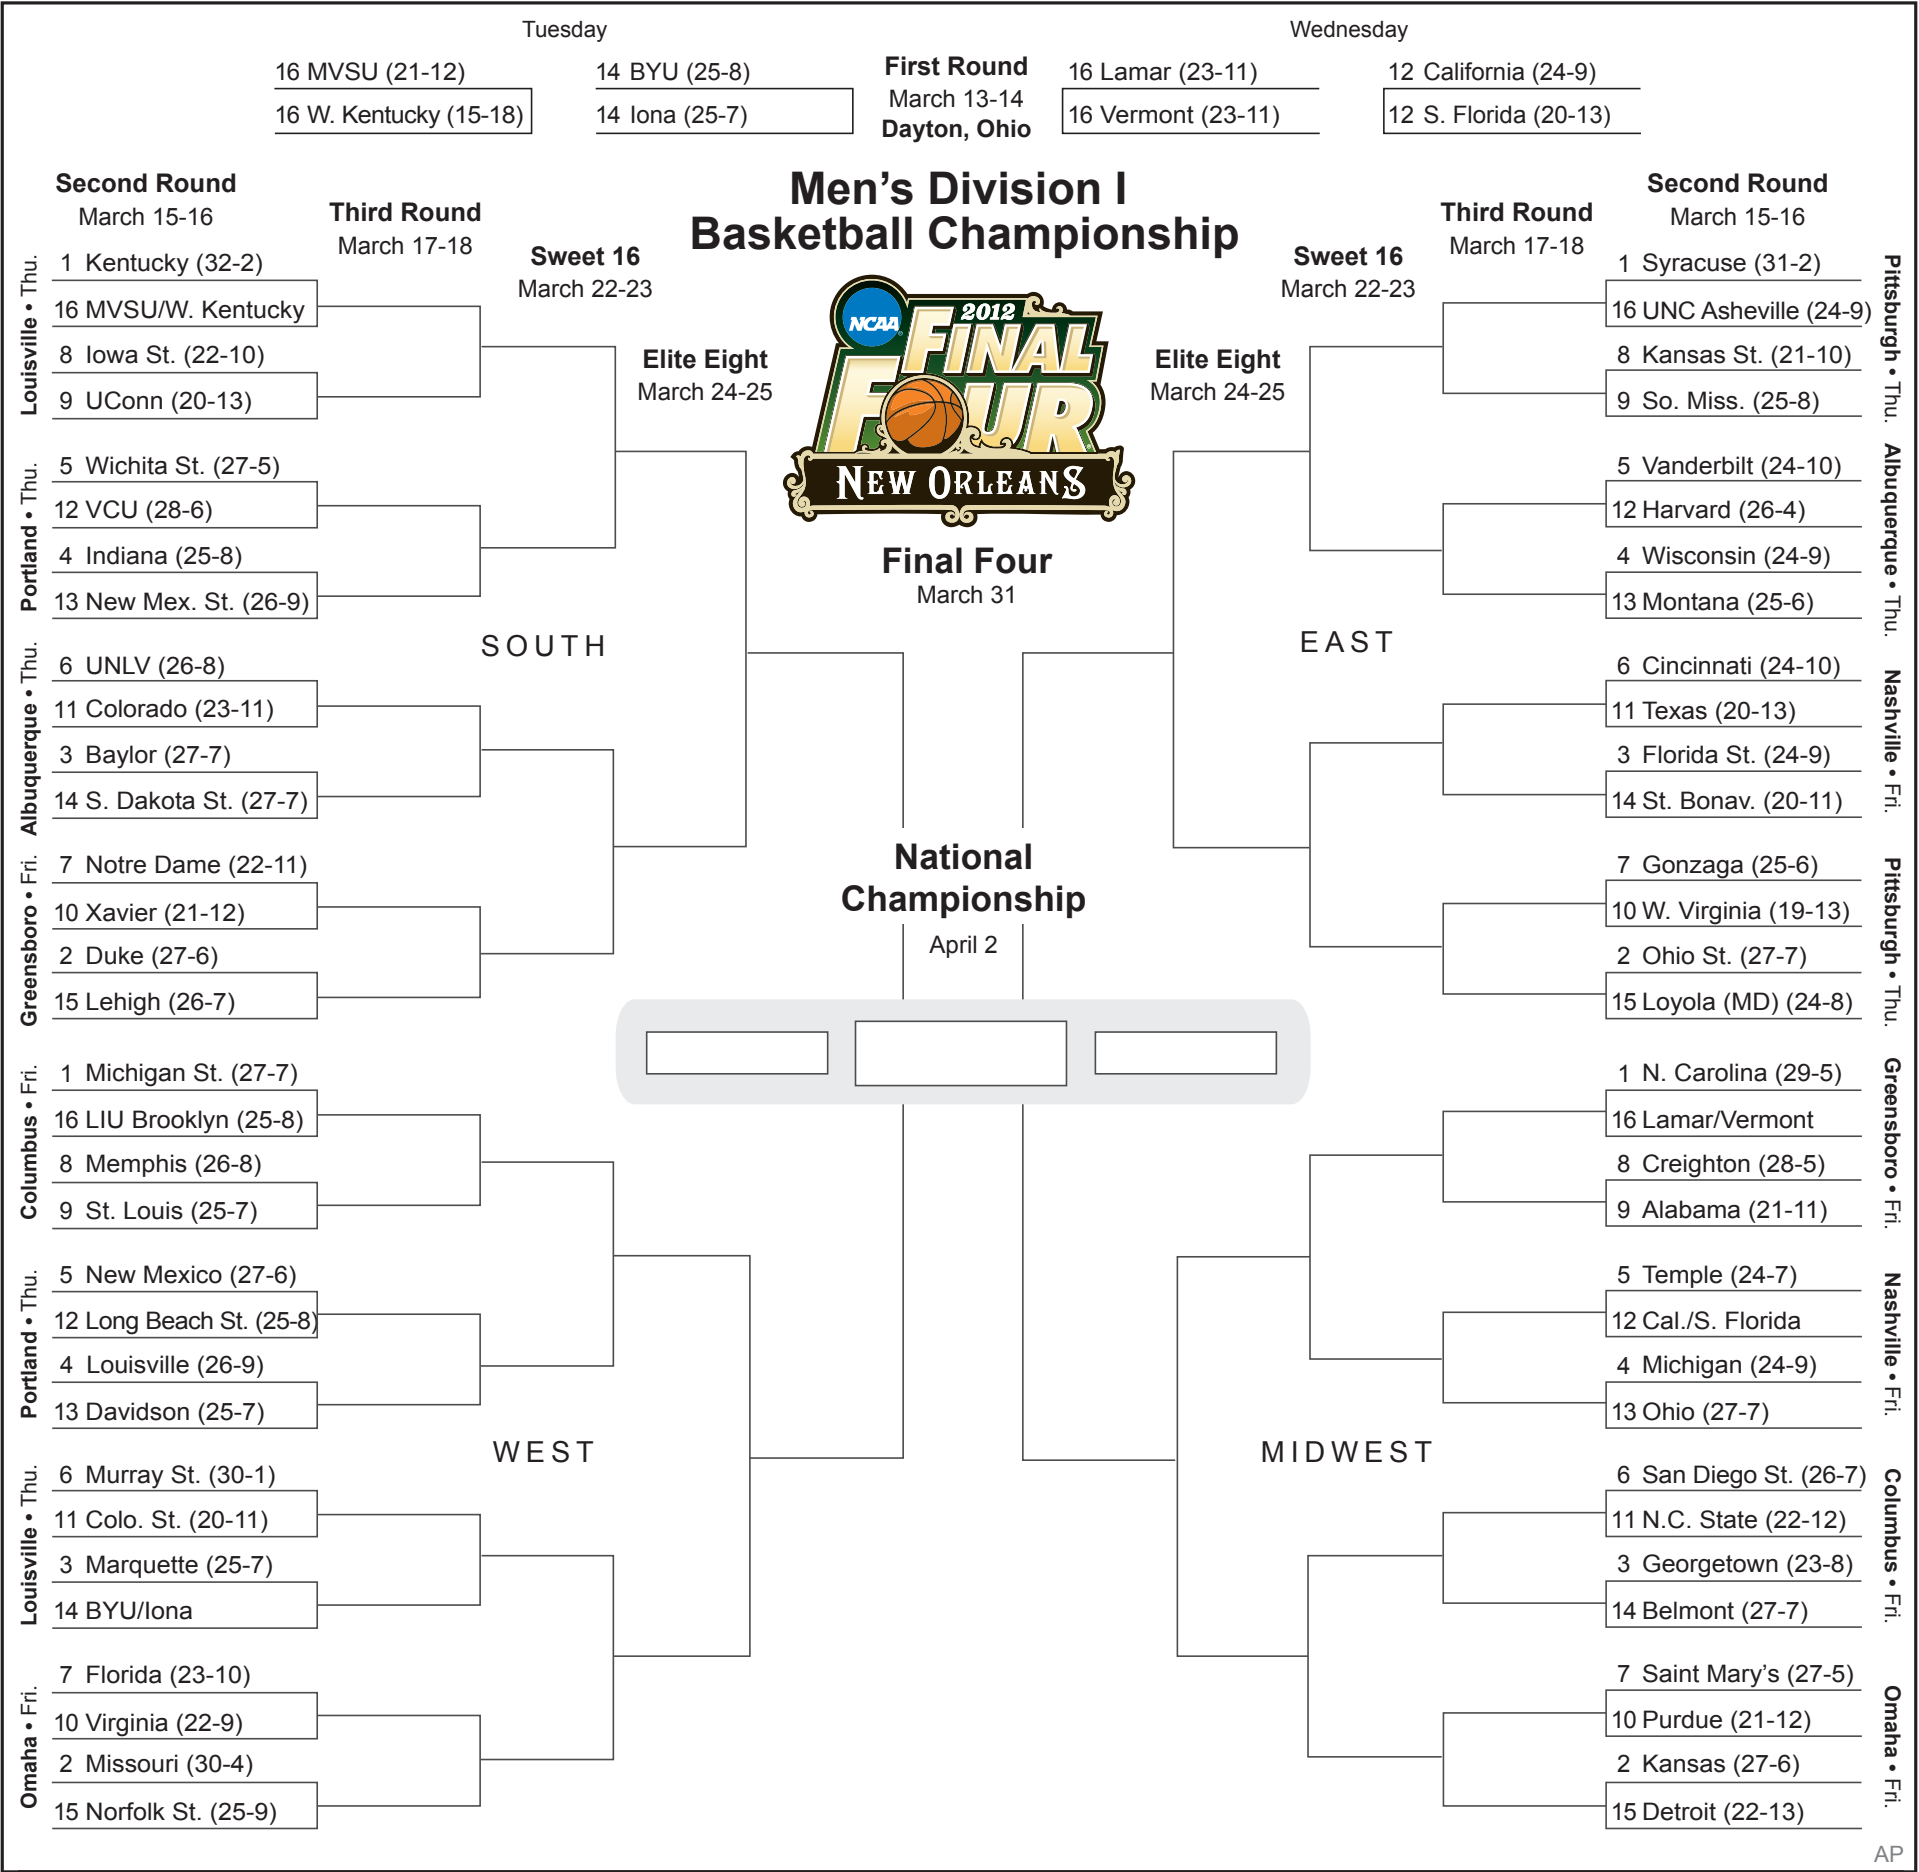 Tuesday
Wednesday
16 MVSU (21-12)
16 W. Kentucky (15-18)
14 BYU (25-8)
14 Iona (25-7)
First Round
March 13-14
Dayton, Ohio
16 Lamar (23-11)
16 Vermont (23-11)
12 California (24-9)
12 S. Florida (20-13)
Men's Division I
Basketball Championship
NCAA
2012
FINAL
FOUR
NEW ORLEANS
Second Round
March 15-16
Third Round
March 17-18
Sweet 16
March 22-23
Elite Eight
March 24-25
Louisville • Thu.
1 Kentucky (32-2)
16 MVSU/W. Kentucky
8 Iowa St. (22-10)
9 UConn (20-13)
Portland • Thu.
5 Wichita St. (27-5)
12 VCU (28-6)
4 Indiana (25-8)
13 New Mex. St. (26-9)
SOUTH
Albuquerque • Thu.
6 UNLV (26-8)
11 Colorado (23-11)
3 Baylor (27-7)
14 S. Dakota St. (27-7)
Greensboro • Fri.
7 Notre Dame (22-11)
10 Xavier (21-12)
2 Duke (27-6)
15 Lehigh (26-7)
Columbus • Fri.
1 Michigan St. (27-7)
16 LIU Brooklyn (25-8)
8 Memphis (26-8)
9 St. Louis (25-7)
Portland • Thu.
5 New Mexico (27-6)
12 Long Beach St. (25-8)
4 Louisville (26-9)
13 Davidson (25-7)
WEST
Louisville • Thu.
6 Murray St. (30-1)
11 Colo. St. (20-11)
3 Marquette (25-7)
14 BYU/Iona
Omaha • Fri.
7 Florida (23-10)
10 Virginia (22-9)
2 Missouri (30-4)
15 Norfolk St. (25-9)
Final Four
March 31
National
Championship
April 2
Elite Eight
March 24-25
Sweet 16
March 22-23
Third Round
March 17-18
Second Round
March 15-16
Pittsburgh • Thu.
1 Syracuse (31-2)
16 UNC Asheville (24-9)
8 Kansas St. (21-10)
9 So. Miss. (25-8)
Albuquerque • Thu.
5 Vanderbilt (24-10)
12 Harvard (26-4)
4 Wisconsin (24-9)
13 Montana (25-6)
EAST
Nashville • Fri.
6 Cincinnati (24-10)
11 Texas (20-13)
3 Florida St. (24-9)
14 St. Bonav. (20-11)
Pittsburgh • Thu.
7 Gonzaga (25-6)
10 W. Virginia (19-13)
2 Ohio St. (27-7)
15 Loyola (MD) (24-8)
Greensboro • Fri.
1 N. Carolina (29-5)
16 Lamar/Vermont
8 Creighton (28-5)
9 Alabama (21-11)
Nashville • Fri.
5 Temple (24-7)
12 Cal./S. Florida
4 Michigan (24-9)
13 Ohio (27-7)
MIDWEST
Columbus • Fri.
6 San Diego St. (26-7)
11 N.C. State (22-12)
3 Georgetown (23-8)
14 Belmont (27-7)
Omaha • Fri.
7 Saint Mary's (27-5)
10 Purdue (21-12)
2 Kansas (27-6)
15 Detroit (22-13)
AP